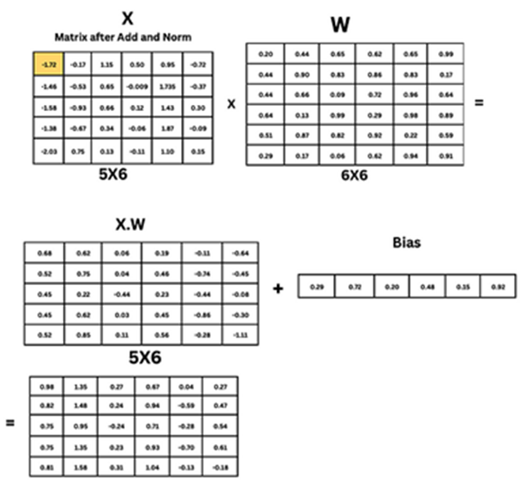 X
Matrix after Add and Norm
-1.72 -0.17 1.15 0.50 0.95 -0.72
-1.46 -0.53 0.65 -0.009 1.735 -0.37
-1.58 -0.93 0.66 0.12 1.43 0.30
-1.38 -0.67 0.34 -0.06 1.87 -0.09
-2.03 0.75 0.13 -0.11 1.10 0.15
5X6
X
W
0.20 0.44 0.65 0.62 0.65 0.99
0.44 0.90 0.83 0.86 0.83 0.17
0.44 0.66 0.09 0.72 0.96 0.64
0.64 0.13 0.99 0.29 0.98 0.89
0.51 0.87 0.82 0.92 0.22 0.59
0.29 0.17 0.06 0.62 0.94 0.91
6X6
=
X.W
0.68 0.62 0.06 0.19 -0.11 -0.64
0.52 0.75 0.04 0.46 -0.74 -0.45
0.45 0.22 -0.44 0.23 -0.44 -0.08
0.45 0.62 0.03 0.45 -0.86 -0.30
0.52 0.85 0.11 0.56 -0.28 -1.11
5X6
+
Bias
0.29 0.72 0.20 0.48 0.15 0.92
=
0.98 1.35 0.27 0.67 0.04 0.27
0.82 1.48 0.24 0.94 -0.59 0.47
0.75 0.95 -0.24 0.71 -0.28 0.54
0.75 1.35 0.23 0.93 -0.70 0.61
0.81 1.58 0.31 1.04 -0.13 -0.18